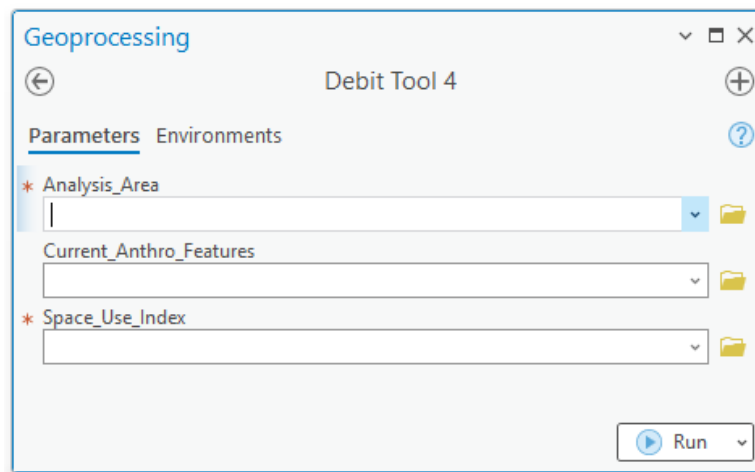 Geoprocessing
Debit Tool 4
Parameters Environments
* Analysis_Area
Current_Anthro_Features
* Space_Use_Index
Run